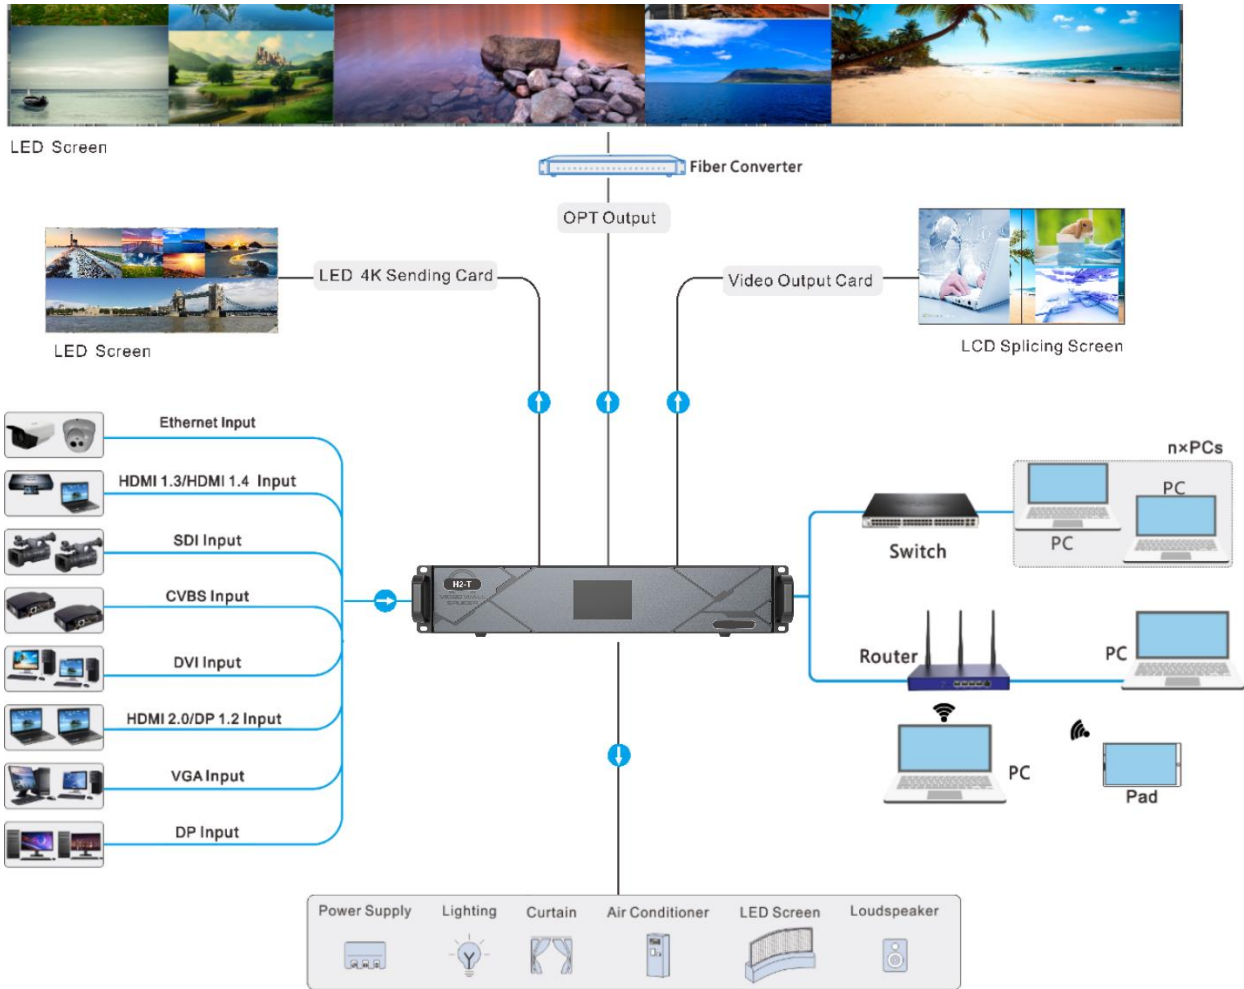 LED Screen
Fiber Converter
OPT Output
LED 4K Sending Card
Video Output Card
LED Screen
LCD Splicing Screen
Ethernet Input
n×PCs
HDMI 1.3/HDMI 1.4 Input
PC
SDI Input
PC
Switch
H2-T
VIDEO WALL
SPLICER
CVBS Input
DVI Input
Router
PC
HDMI 2.0/DP 1.2 Input
VGA Input
PC
Pad
DP Input
Power Supply
Lighting
Curtain
Air Conditioner
LED Screen
Loudspeaker